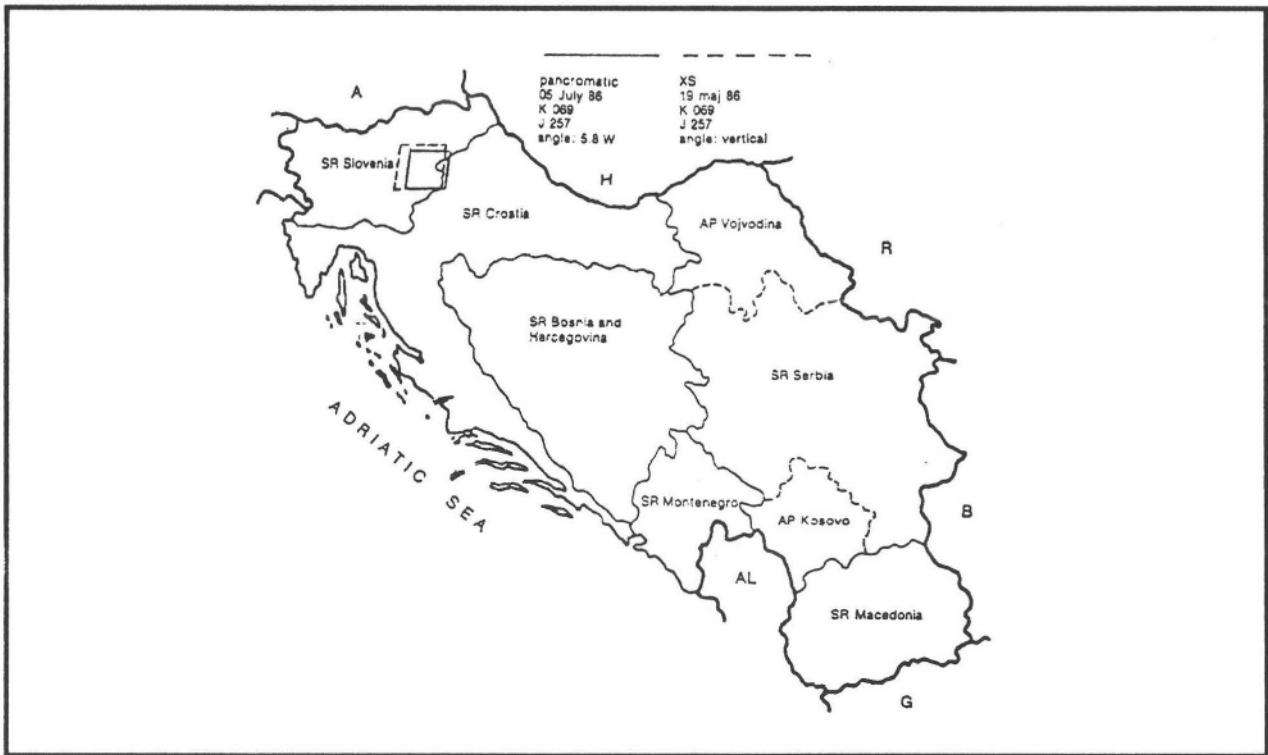 pancromatic
05 July 86
K 069
J 257
angle: 5.8 W
XS
19 maj 86
K 069
J 257
angle: vertical
A
SR Slovenia
H
SR Crostia
AP Vojvodina
R
SR Bosnia and
Hercegovina
SR Serbia
ADRIATIC SEA
SR Montenegro
AP Kosovo
B
AL
SR Macedonia
G